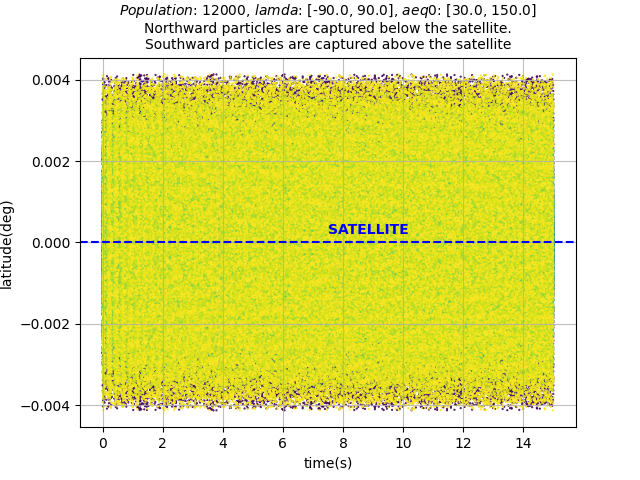 Population: 12000, lamda: [-90.0, 90.0], aeq0: [30.0, 150.0]
Northward particles are captured below the satellite.
Southward particles are captured above the satellite
0.004
0.002
SATELLITE
0.000
−0.002
−0.004
latitude(deg)
0 2 4 6 8 10 12 14
time(s)